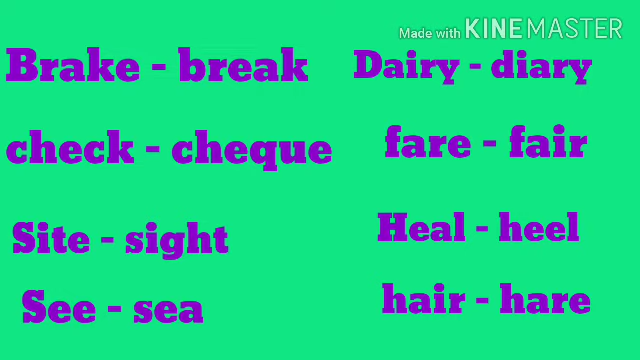 Made with KINEMASTER
Brake - break
check - cheque
Site - sight
See - sea
Dairy - diary
fare - fair
Heal - heel
hair - hare